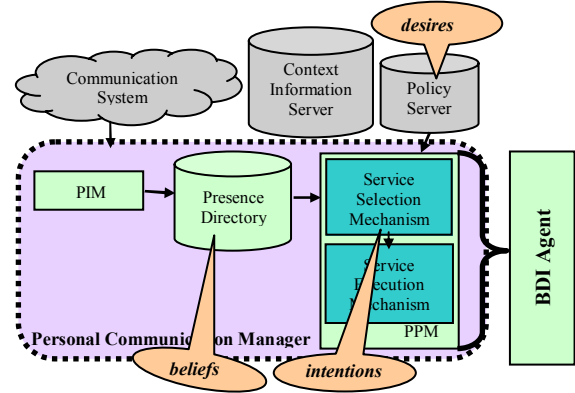 desires
Communication
System
Context
Information
Server
Policy
Server
PIM
Presence
Directory
Service
Selection
Mechanism
Service
Execution
Mechanism
PPM
Personal Communication Manager
beliefs
intentions
BDI Agent